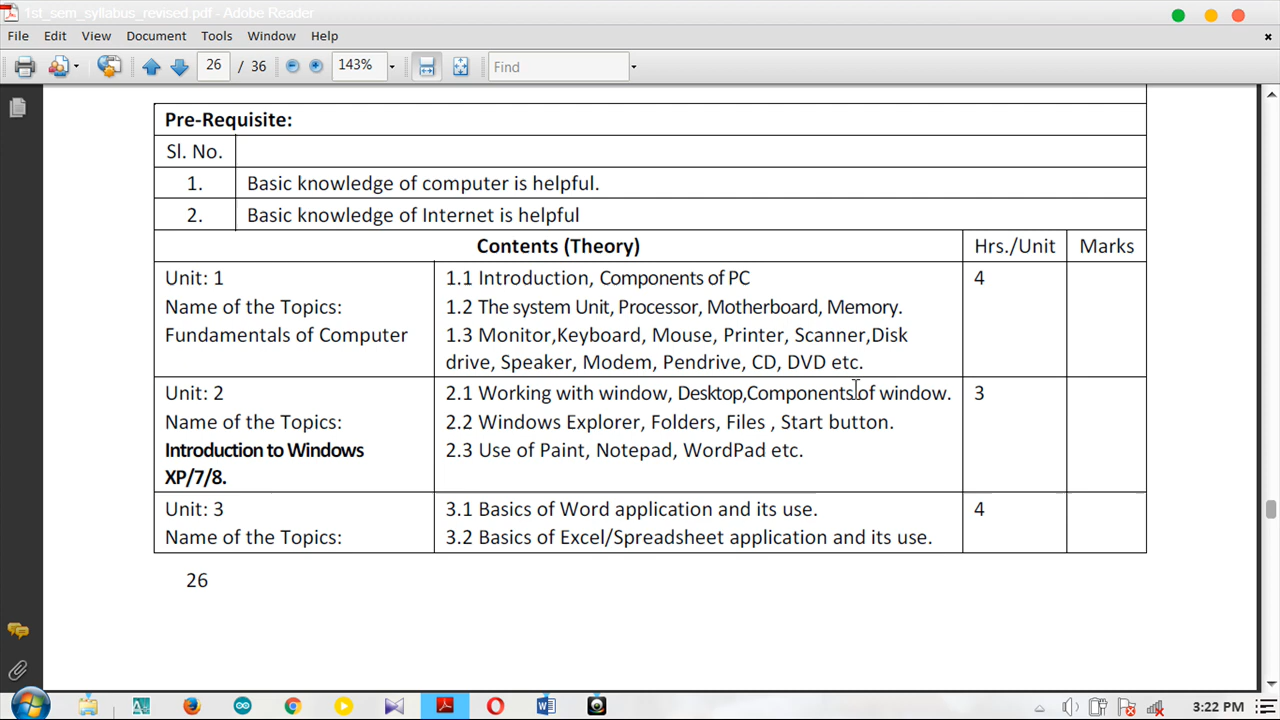 1st_sem_syllabus_revised pdf - Adobe Reader
File Edit View Document Tools Window Help
26 / 36 143% Find
Pre-Requisite:
Sl. No.
1. Basic knowledge of computer is helpful.
2. Basic knowledge of Internet is helpful
Contents (Theory) Hrs./Unit Marks
Unit: 1 1.1 Introduction, Components of PC 4
Name of the Topics: 1.2 The system Unit, Processor, Motherboard, Memory.
Fundamentals of Computer 1.3 Monitor,Keyboard, Mouse, Printer, Scanner,Disk
drive, Speaker, Modem, Pendrive, CD, DVD etc.
Unit: 2 2.1 Working with window, Desktop,Components of window. 3
Name of the Topics: 2.2 Windows Explorer, Folders, Files , Start button.
Introduction to Windows 2.3 Use of Paint, Notepad, WordPad etc.
XP/7/8.
Unit: 3 3.1 Basics of Word application and its use. 4
Name of the Topics: 3.2 Basics of Excel/Spreadsheet application and its use.
26
3:22 PM